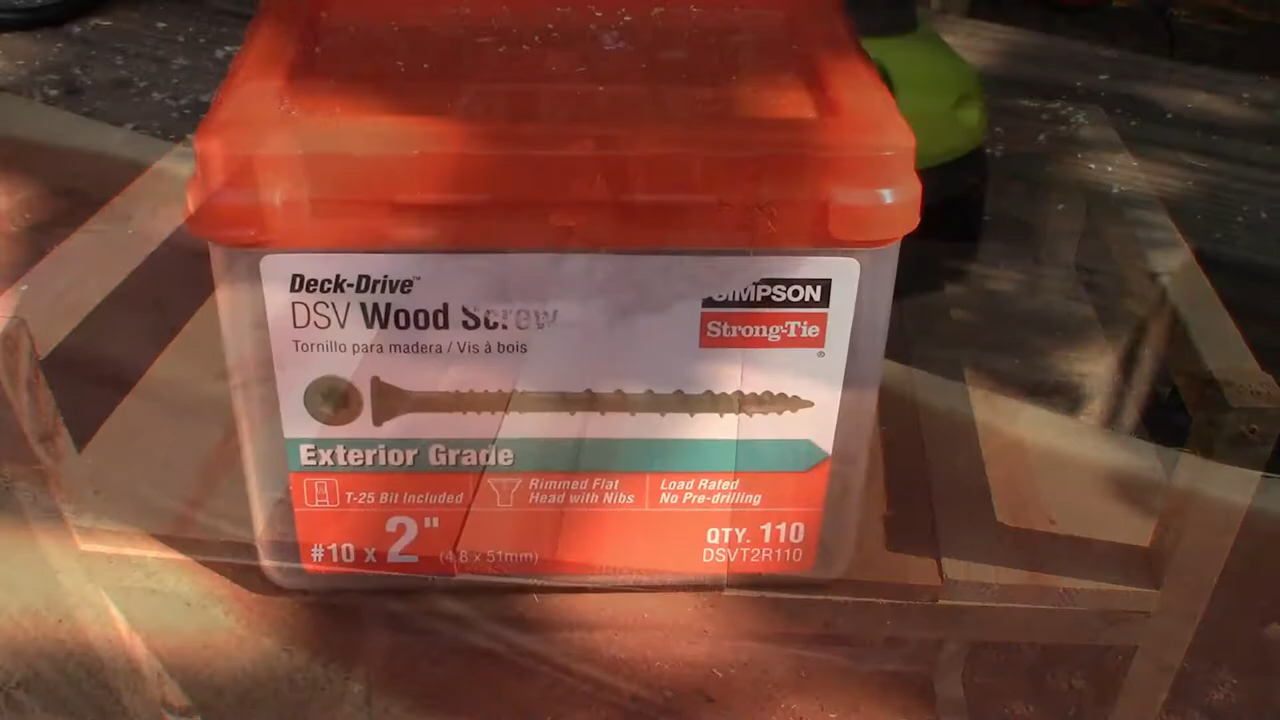 Deck-Drive™
DSV Wood Screw
Tornillo para madera / Vis à bois
SIMPSON
Strong-Tie
®
Exterior Grade
T-25 Bit Included
Rimmed Flat
Head with Nibs
Load Rated
No Pre-drilling
#10 x 2"
(4.8 x 51mm)
QTY. 110
DSVT2R110